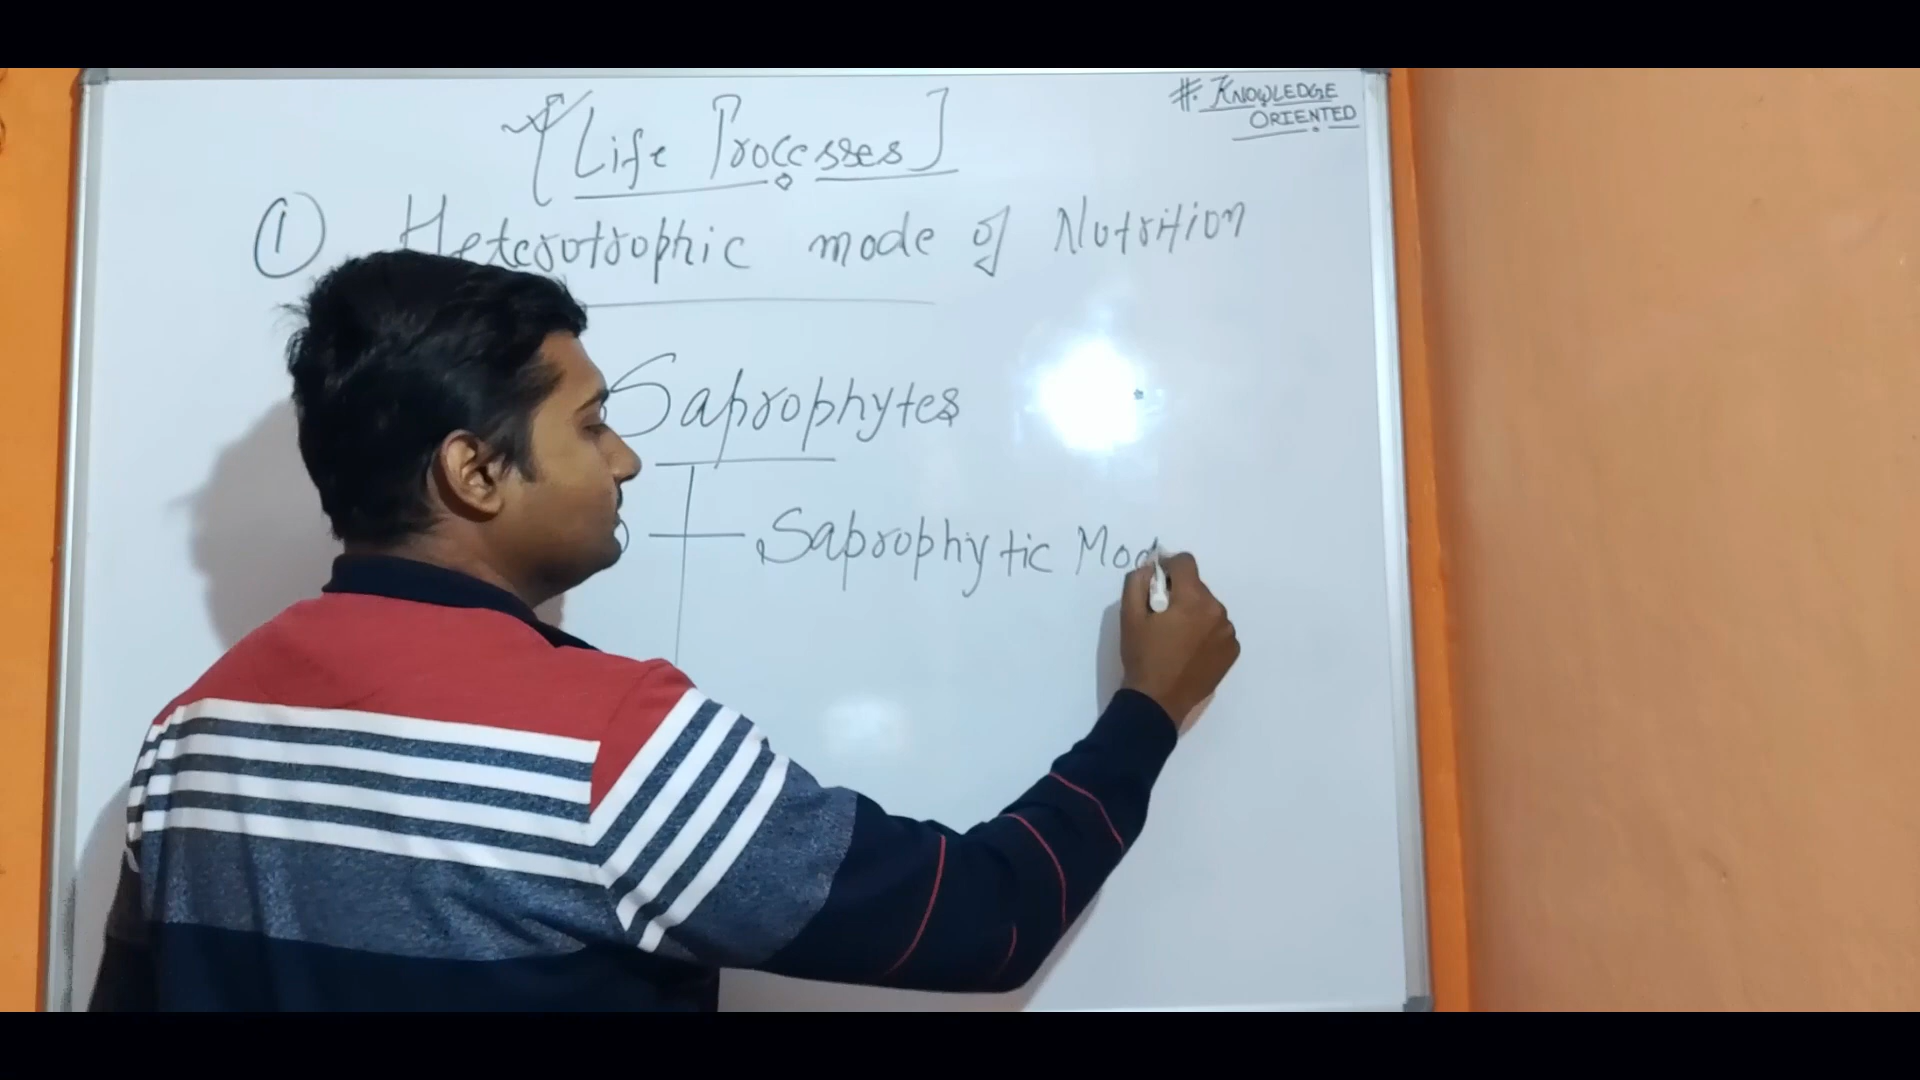 #. KNOWLEDGE
ORIENTED
[Life Processes]
① Heterotrophic mode of Nutrition
Saprophytes
Saprophytic Mod